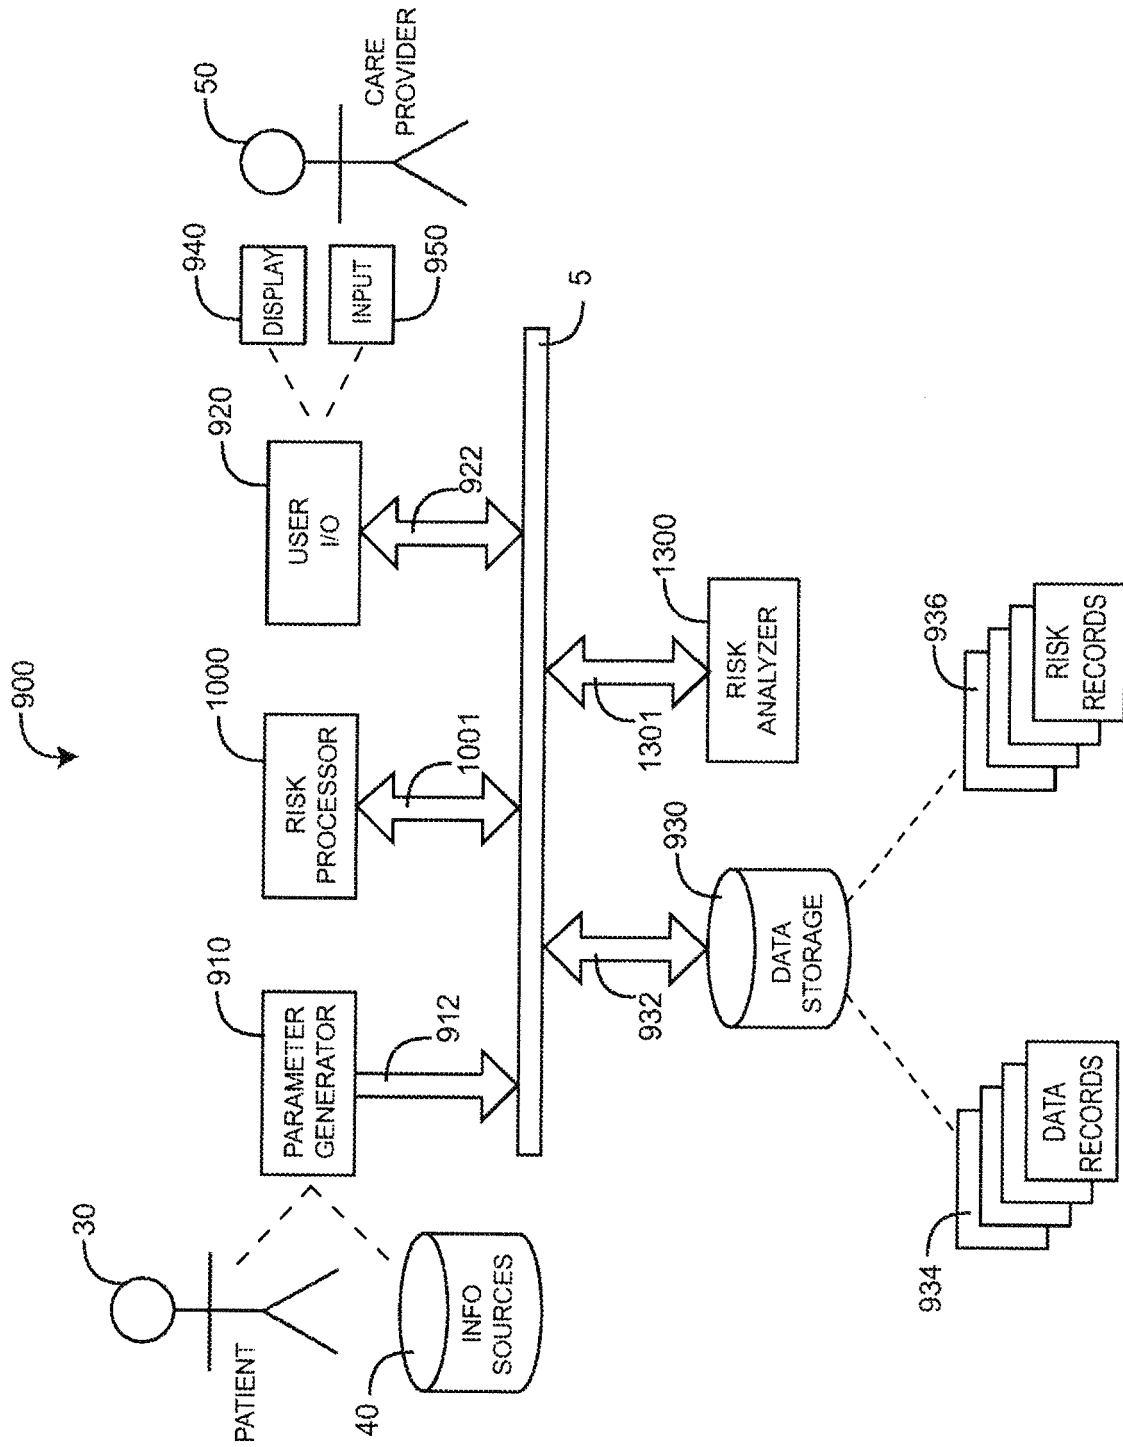 900
30
PATIENT
40
INFO
SOURCES
910
PARAMETER
GENERATOR
912
1000
RISK
PROCESSOR
1001
920
USER
I/O
922
940
DISPLAY
INPUT
950
50
CARE
PROVIDER
5
932
930
DATA
STORAGE
1301
1300
RISK
ANALYZER
934
DATA
RECORDS
936
RISK
RECORDS